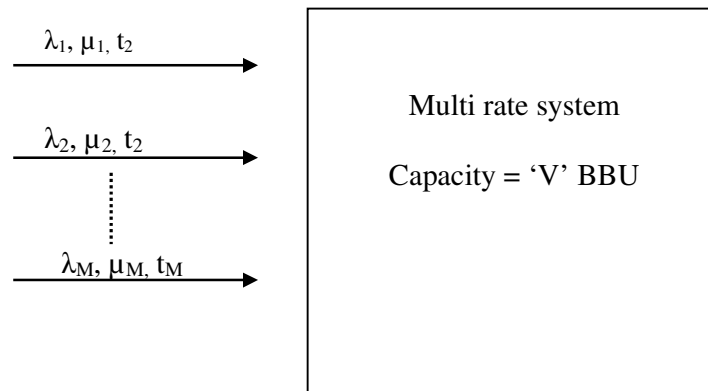 λ1, μ1, t2
Multi rate system
λ2, μ2, t2
Capacity = ‘V’ BBU
λM, μM, tM